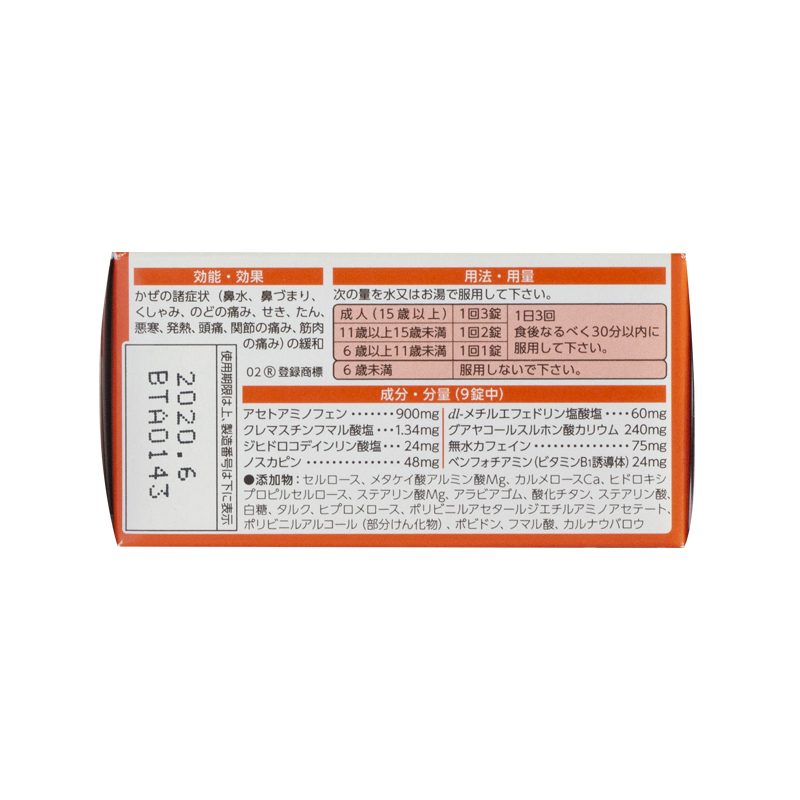 効能・効果
かぜの諸症状(鼻水、鼻づまり、
くしゃみ、のどの痛み、せき、たん、
悪寒、発熱、頭痛、関節の痛み、筋肉
の痛み)の緩和
02 ® 登録商標
用法・用量
次の量を水又はお湯で服用して下さい。
成人(15歳以上) 1回3錠 1日3回
11歳以上15歳未満 1回2錠 食後なるべく30分以内に
6歳以上11歳未満 1回1錠 服用して下さい。
6歳未満 服用しないで下さい。
成分・分量(9錠中)
アセトアミノフェン・・・・・・・900mg
クレマスチンフマル酸塩・・・1.34mg
ジヒドロコデインリン酸塩・・・24mg
ノスカピン・・・・・・・・・・・・・・48mg
dl-メチルエフェドリン塩酸塩・・・・60mg
グアヤコールスルホン酸カリウム 240mg
無水カフェイン・・・・・・・・・・・・・75mg
ベンフォチアミン(ビタミンB1誘導体)24mg
●添加物:セルロース、メタケイ酸アルミン酸Mg、カルメロースCa、ヒドロキシ
プロピルセルロース、ステアリン酸Mg、アラビアゴム、酸化チタン、ステアリン酸、
白糖、タルク、ヒプロメロース、ポリビニルアセタールジエチルアミノアセテート、
ポリビニルアルコール(部分けん化物)、ポビドン、フマル酸、カルナウバロウ
使用期限は上、製造番号は下に表示
2020.6
BTA0143